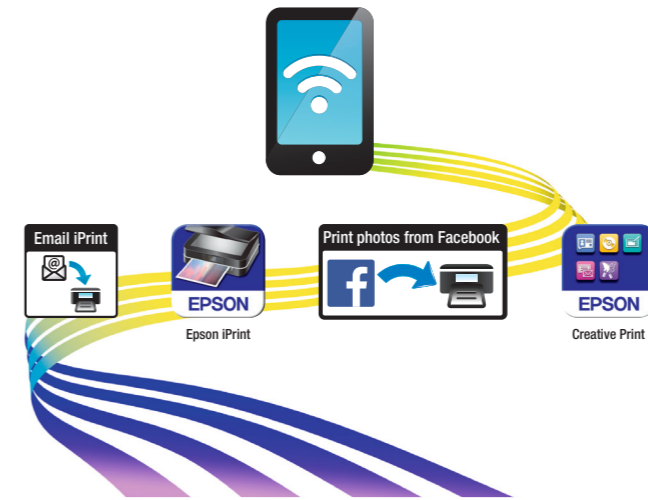 Email iPrint
@
EPSON
Epson iPrint
Print photos from Facebook
f
EPSON
Creative Print